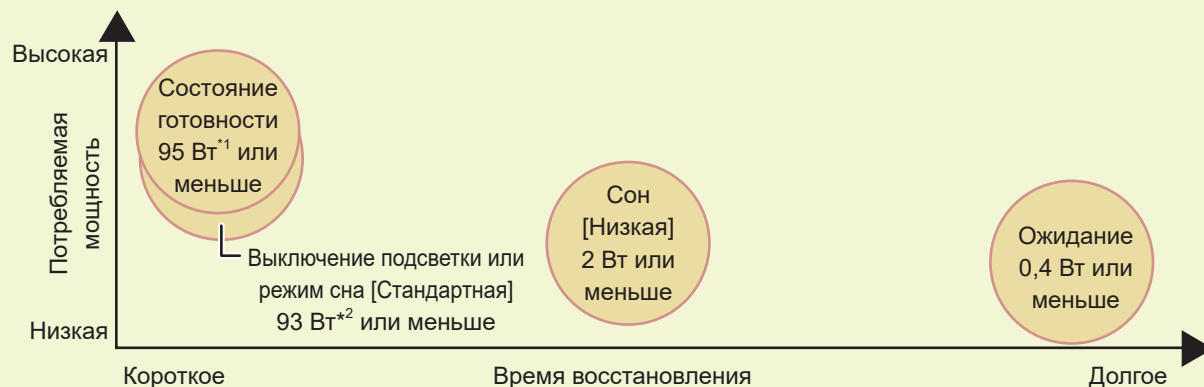 Высокая
Потребляемая
мощность
Низкая
Состояние
готовности
95 Вт*1 или
меньше
Выключение подсветки или
режим сна [Стандартная]
93 Вт*2 или меньше
Сон
[Низкая]
2 Вт или
меньше
Ожидание
0,4 Вт или
меньше
Короткое
Время восстановления
Долгое